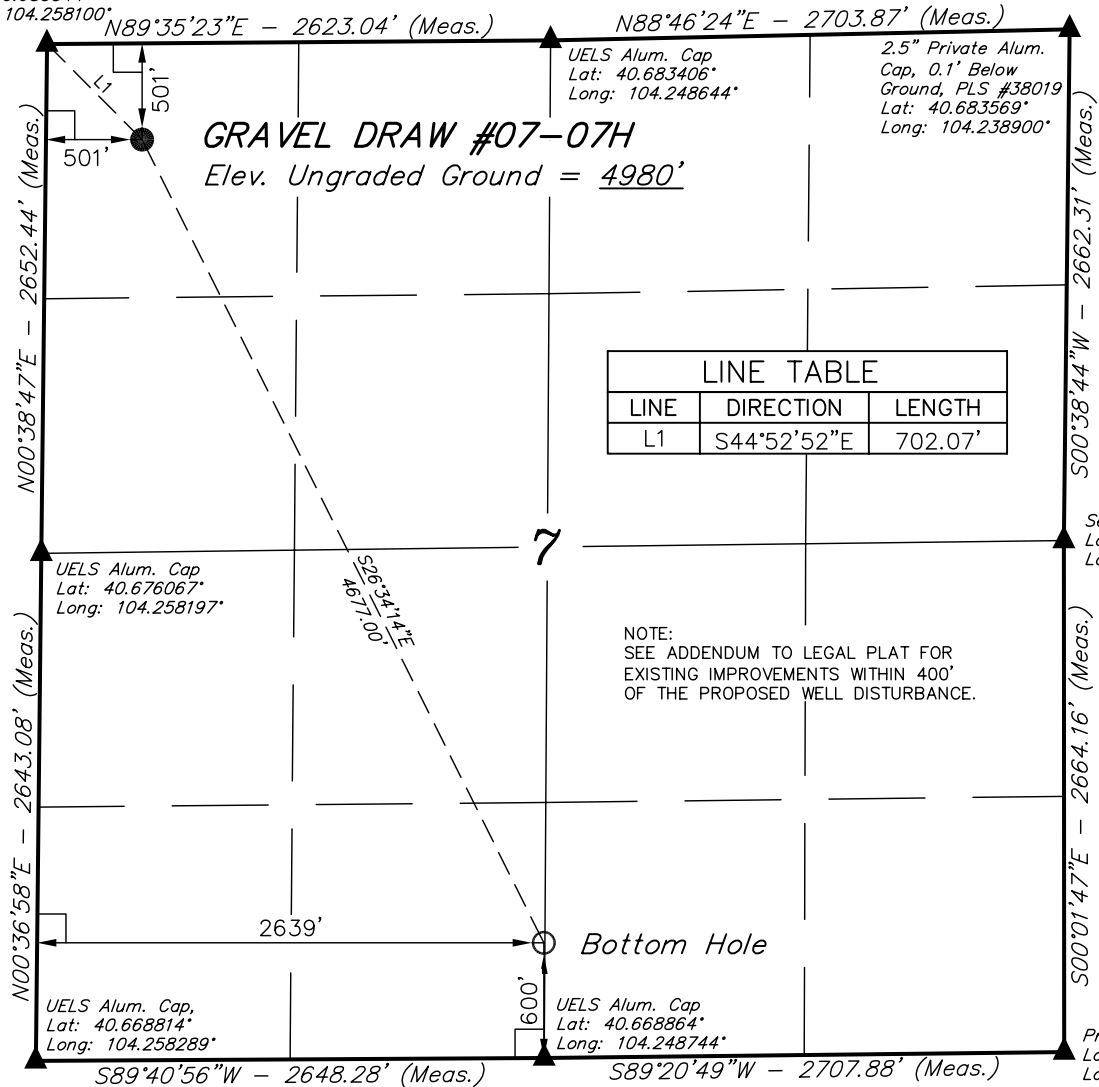 104.258100°
N89°35'23"E - 2623.04' (Meas.)
N88°46'24"E - 2703.87' (Meas.)
L1
501'
501'
UELS Alum. Cap
Lat: 40.683406°
Long: 104.248644°
2.5" Private Alum.
Cap, 0.1' Below
Ground, PLS #38019
Lat: 40.683569°
Long: 104.238900°
GRAVEL DRAW #07-07H
Elev. Ungraded Ground = 4980'
N00°38'47"E - 2652.44' (Meas.)
S00°38'44"W - 2662.31' (Meas.)
LINE TABLE
LINE DIRECTION LENGTH
L1 S44°52'52"E 702.07'
7
UELS Alum. Cap
Lat: 40.676067°
Long: 104.258197°
S26°34'14"E
4677.00'
NOTE:
SEE ADDENDUM TO LEGAL PLAT FOR
EXISTING IMPROVEMENTS WITHIN 400'
OF THE PROPOSED WELL DISTURBANCE.
N00°36'58"E - 2643.08' (Meas.)
S00°01'47"E - 2664.16' (Meas.)
2639'
Bottom Hole
600'
UELS Alum. Cap,
Lat: 40.668814°
Long: 104.258289°
UELS Alum. Cap
Lat: 40.668864°
Long: 104.248744°
S89°40'56"W - 2648.28' (Meas.)
S89°20'49"W - 2707.88' (Meas.)